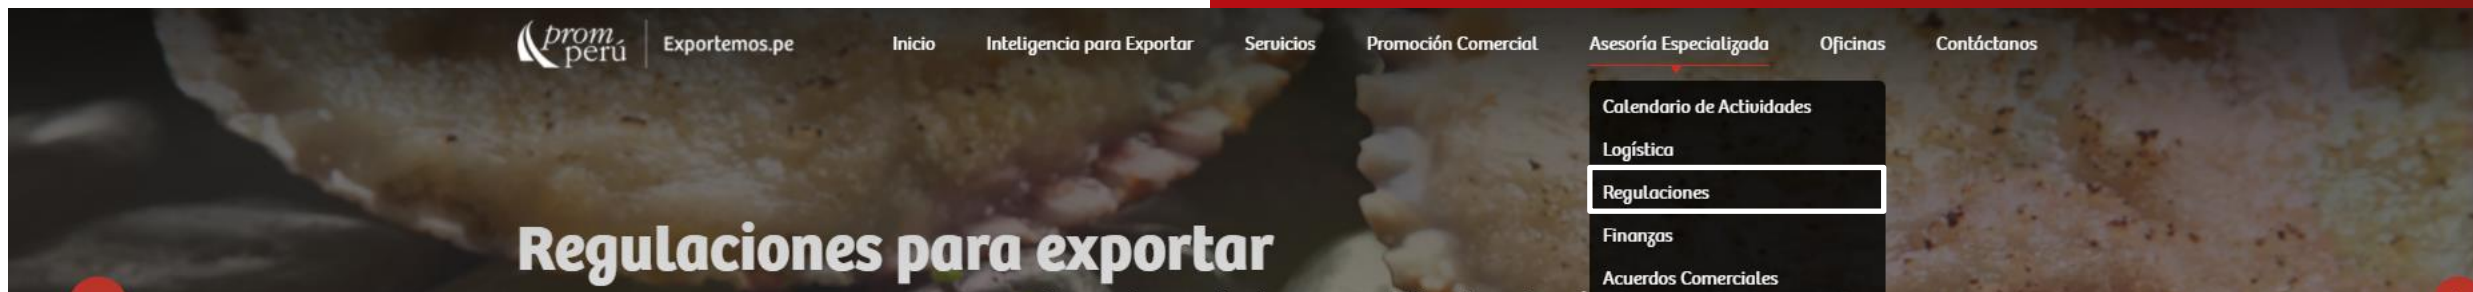 prom
perú
Exportemos.pe
Inicio
Inteligencia para Exportar
Servicios
Promoción Comercial
Asesoría Especializada
Oficinas
Contáctanos
Calendario de Actividades
Logística
Regulaciones
Finanzas
Acuerdos Comerciales
Regulaciones para exportar